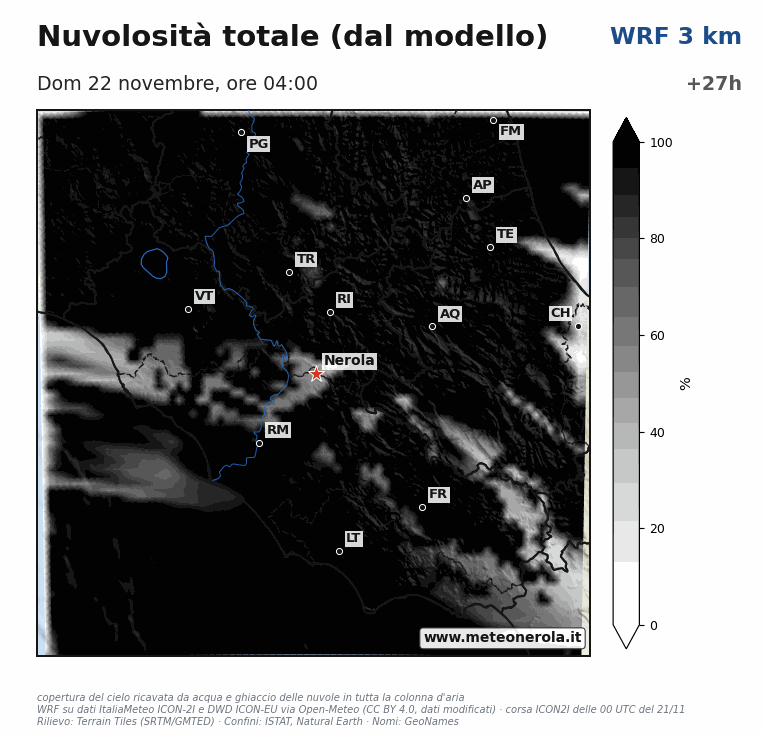 Nuvolosità totale (dal modello)
WRF 3 km
Dom 22 novembre, ore 04:00
+27h
PG
FM
AP
TE
TR
VT
RI
AQ
CH
Nerola
RM
FR
LT
www.meteonerola.it
100
80
60
40
20
0
%
copertura del cielo ricavata da acqua e ghiaccio delle nuvole in tutta la colonna d'aria
WRF su dati ItaliaMeteo ICON-2I e DWD ICON-EU via Open-Meteo (CC BY 4.0, dati modificati) · corsa ICON2I delle 00 UTC del 21/11
Rilievo: Terrain Tiles (SRTM/GMTED) · Confini: ISTAT, Natural Earth · Nomi: GeoNames